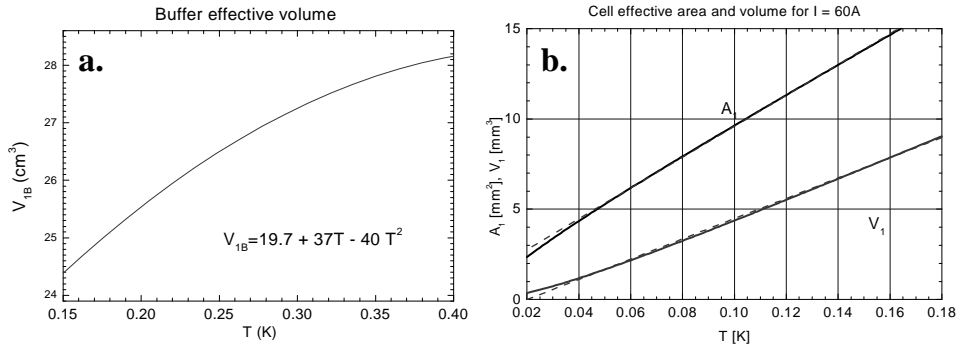 Buffer effective volume
a.
V1B (cm³)
28
27
26
25
24
V1B=19.7 + 37T - 40 T²
0.15 0.20 0.25 0.30 0.35 0.40
T (K)
Cell effective area and volume for I = 60A
b.
A1 [mm²], V1 [mm³]
15
10
5
0
A1
V1
0.02 0.04 0.06 0.08 0.10 0.12 0.14 0.16 0.18
T [K]